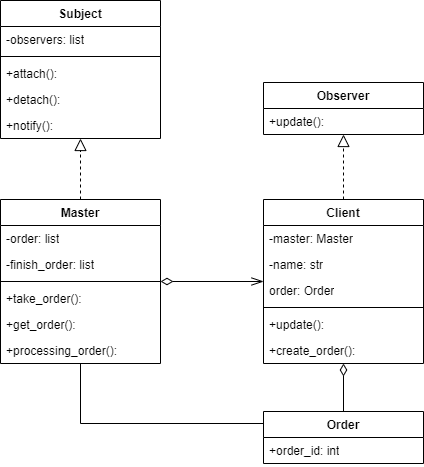 Subject
-observers: list
+attach():
+detach():
+notify():
Observer
+update():
Master
-order: list
-finish_order: list
+take_order():
+get_order():
+processing_order():
Client
-master: Master
-name: str
order: Order
+update():
+create_order():
Order
+order_id: int